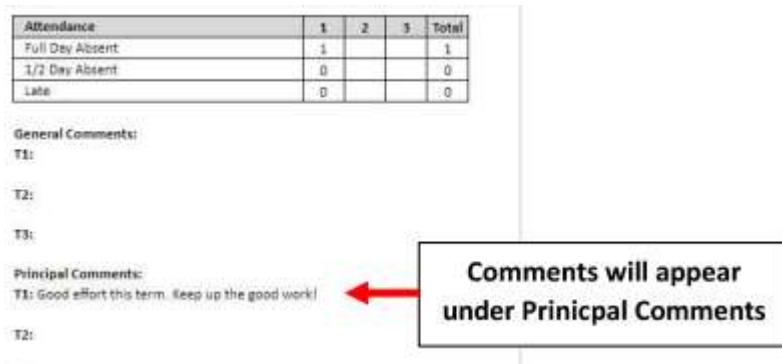 Attendance 1 2 3 Total
Full Day Absent 1 1
1/2 Day Absent 0 0
Late 0 0
General Comments:
T1:
T2:
T3:
Principal Comments:
T1: Good effort this term. Keep up the good work!
T2:
Comments will appear
under Prinicpal Comments